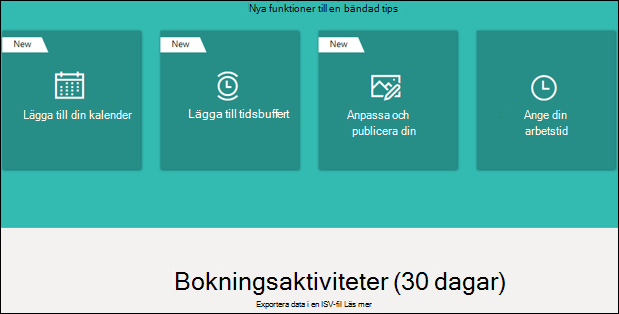 Nya funktioner till en bändad tips
New
New
New
Lägga till din kalender
Lägga till tidsbuffert
Anpassa och
publicera din
Ange din
arbetstid
Bokningsaktiviteter (30 dagar)
Exportera data i en ISV-fil Läs mer